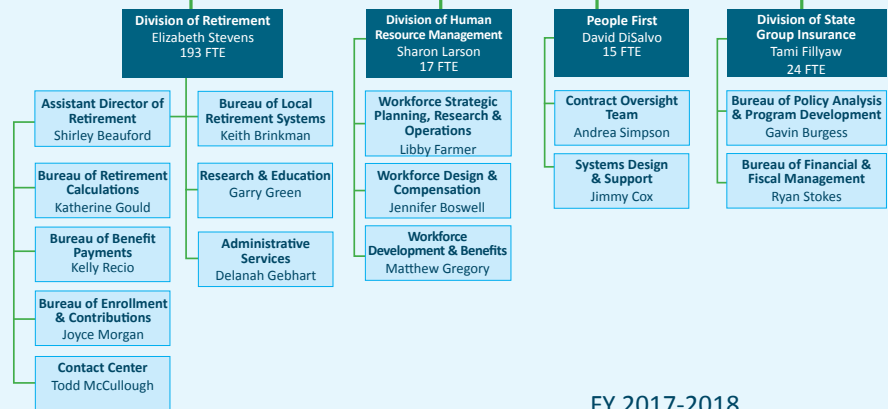 Division of Retirement
Elizabeth Stevens
193 FTE
Assistant Director of
Retirement
Shirley Beauford
Bureau of Local
Retirement Systems
Keith Brinkman
Bureau of Retirement
Calculations
Katherine Gould
Research & Education
Garry Green
Bureau of Benefit
Payments
Kelly Recio
Administrative
Services
Delanah Gebhart
Bureau of Enrollment
& Contributions
Joyce Morgan
Contact Center
Todd McCullough
Division of Human
Resource Management
Sharon Larson
17 FTE
Workforce Strategic
Planning, Research &
Operations
Libby Farmer
Workforce Design &
Compensation
Jennifer Boswell
Workforce
Development & Benefits
Matthew Gregory
People First
David DiSalvo
15 FTE
Contract Oversight
Team
Andrea Simpson
Systems Design
& Support
Jimmy Cox
Division of State
Group Insurance
Tami Fillyaw
24 FTE
Bureau of Policy Analysis
& Program Development
Gavin Burgess
Bureau of Financial &
Fiscal Management
Ryan Stokes
FY 2017-2018